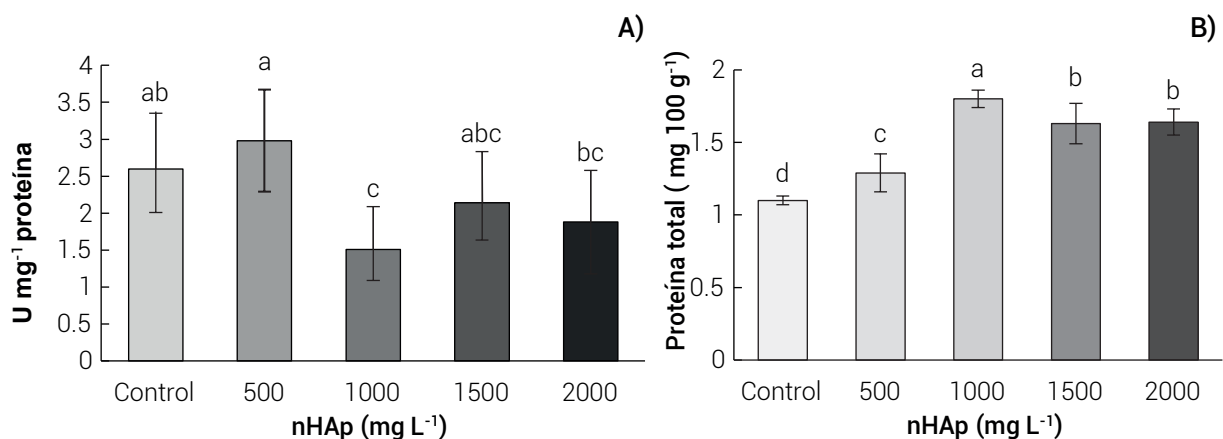 A)
U mg⁻¹ proteína
4
3.5
3
2.5
2
1.5
1
0.5
0
ab
a
c
abc
bc
Control 500 1000 1500 2000
nHAp (mg L⁻¹)
B)
Proteína total ( mg 100 g⁻¹)
2
1.5
1
0.5
0
d
c
a
b
b
Control 500 1000 1500 2000
nHAp (mg L⁻¹)